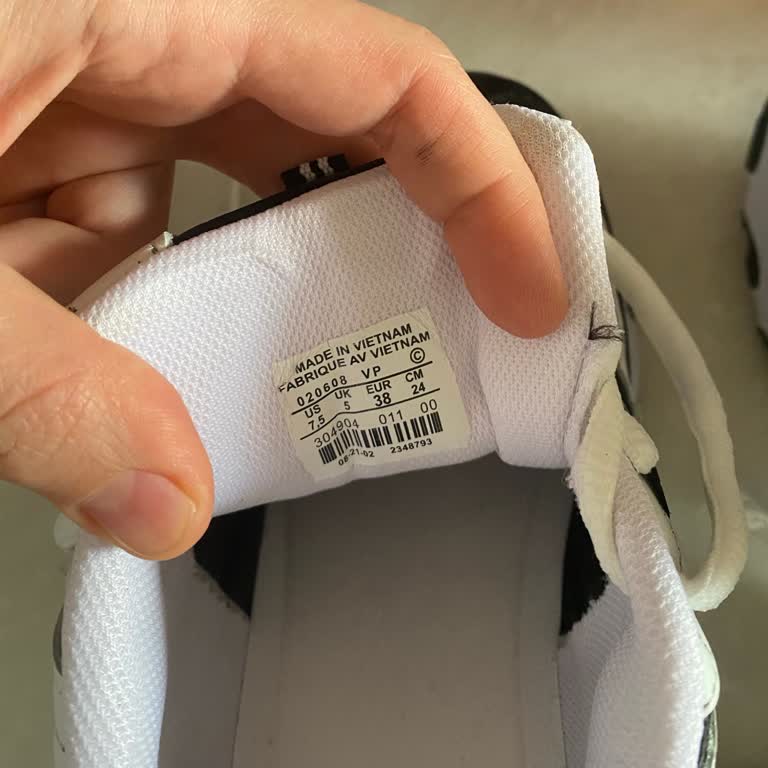 MADE IN VIETNAM
FABRIQUE AV VIETNAM
020608 VP ©
US UK EUR CM
7,5 5 38 24
304904 011 00
08-21-02 2348793